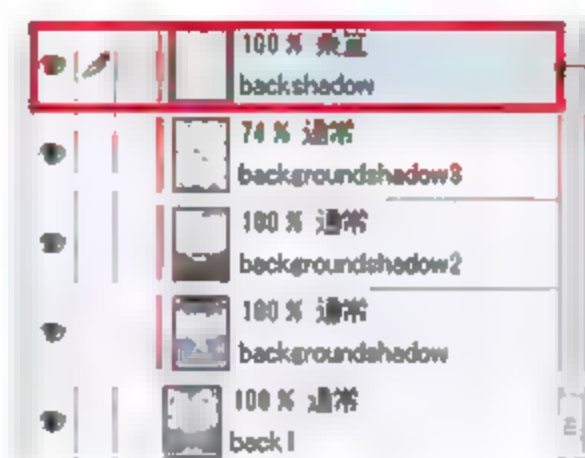 100 % 乗算
backshadow
74 % 通常
backgroundshadow3
100 % 通常
backgroundshadow2
100 % 通常
backgroundshadow
100 % 通常
back1